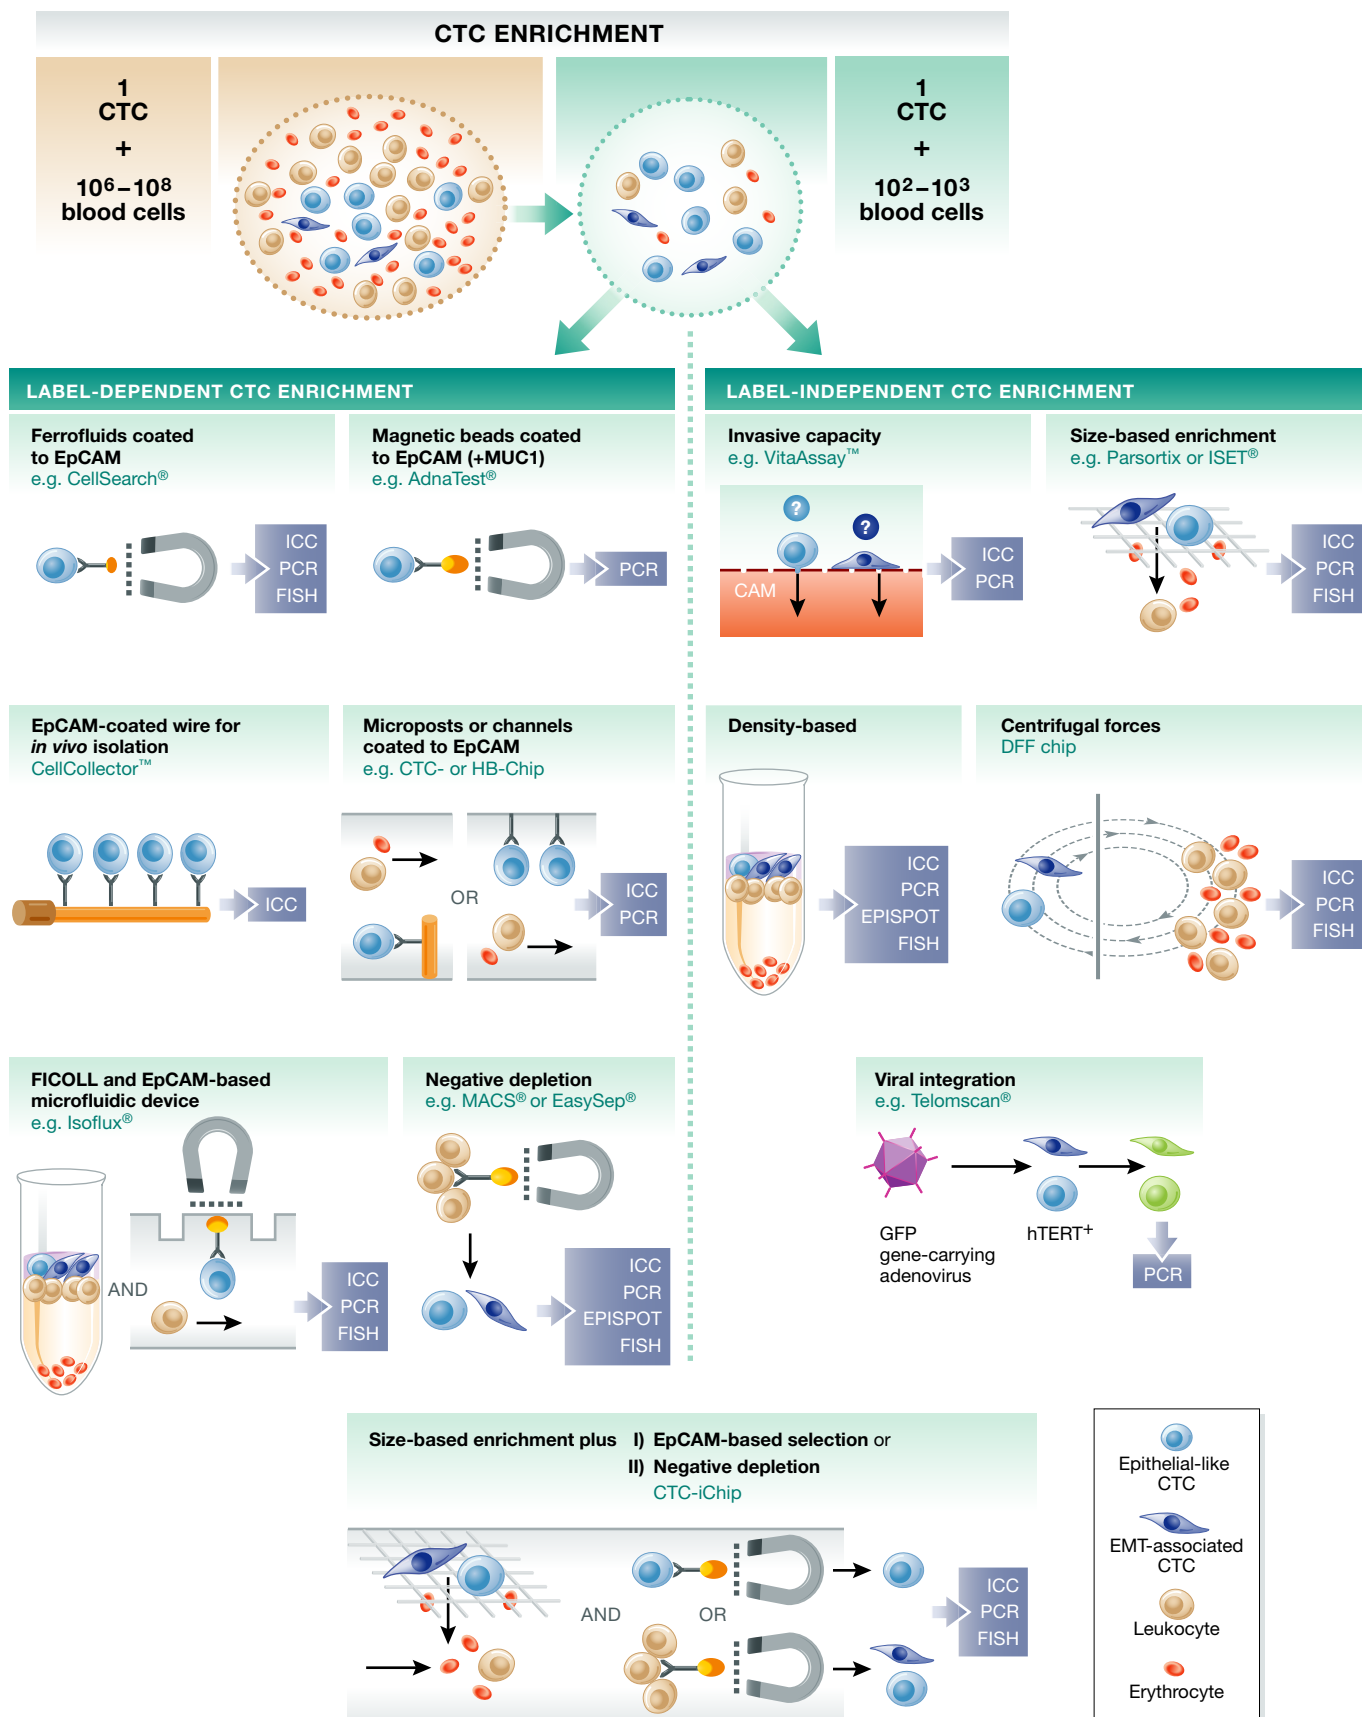 CTC ENRICHMENT
1
CTC
+
10⁶–10⁸
blood cells
1
CTC
+
10²–10³
blood cells
LABEL-DEPENDENT CTC ENRICHMENT
Ferrofluids coated
to EpCAM
e.g. CellSearch®
ICC
PCR
FISH
Magnetic beads coated
to EpCAM (+MUC1)
e.g. AdnaTest®
PCR
EpCAM-coated wire for
in vivo isolation
CellCollector™
ICC
Microposts or channels
coated to EpCAM
e.g. CTC- or HB-Chip
OR
ICC
PCR
FICOLL and EpCAM-based
microfluidic device
e.g. Isoflux®
AND
ICC
PCR
FISH
Negative depletion
e.g. MACS® or EasySep®
ICC
PCR
EPISPOT
FISH
LABEL-INDEPENDENT CTC ENRICHMENT
Invasive capacity
e.g. VitaAssay™
?
?
CAM
ICC
PCR
Size-based enrichment
e.g. Parsortix or ISET®
ICC
PCR
FISH
Density-based
ICC
PCR
EPISPOT
FISH
Centrifugal forces
DFF chip
ICC
PCR
FISH
Viral integration
e.g. Telomscan®
GFP
gene-carrying
adenovirus
hTERT⁺
PCR
Size-based enrichment plus I) EpCAM-based selection or
II) Negative depletion
CTC-iChip
AND
OR
ICC
PCR
FISH
Epithelial-like
CTC
EMT-associated
CTC
Leukocyte
Erythrocyte